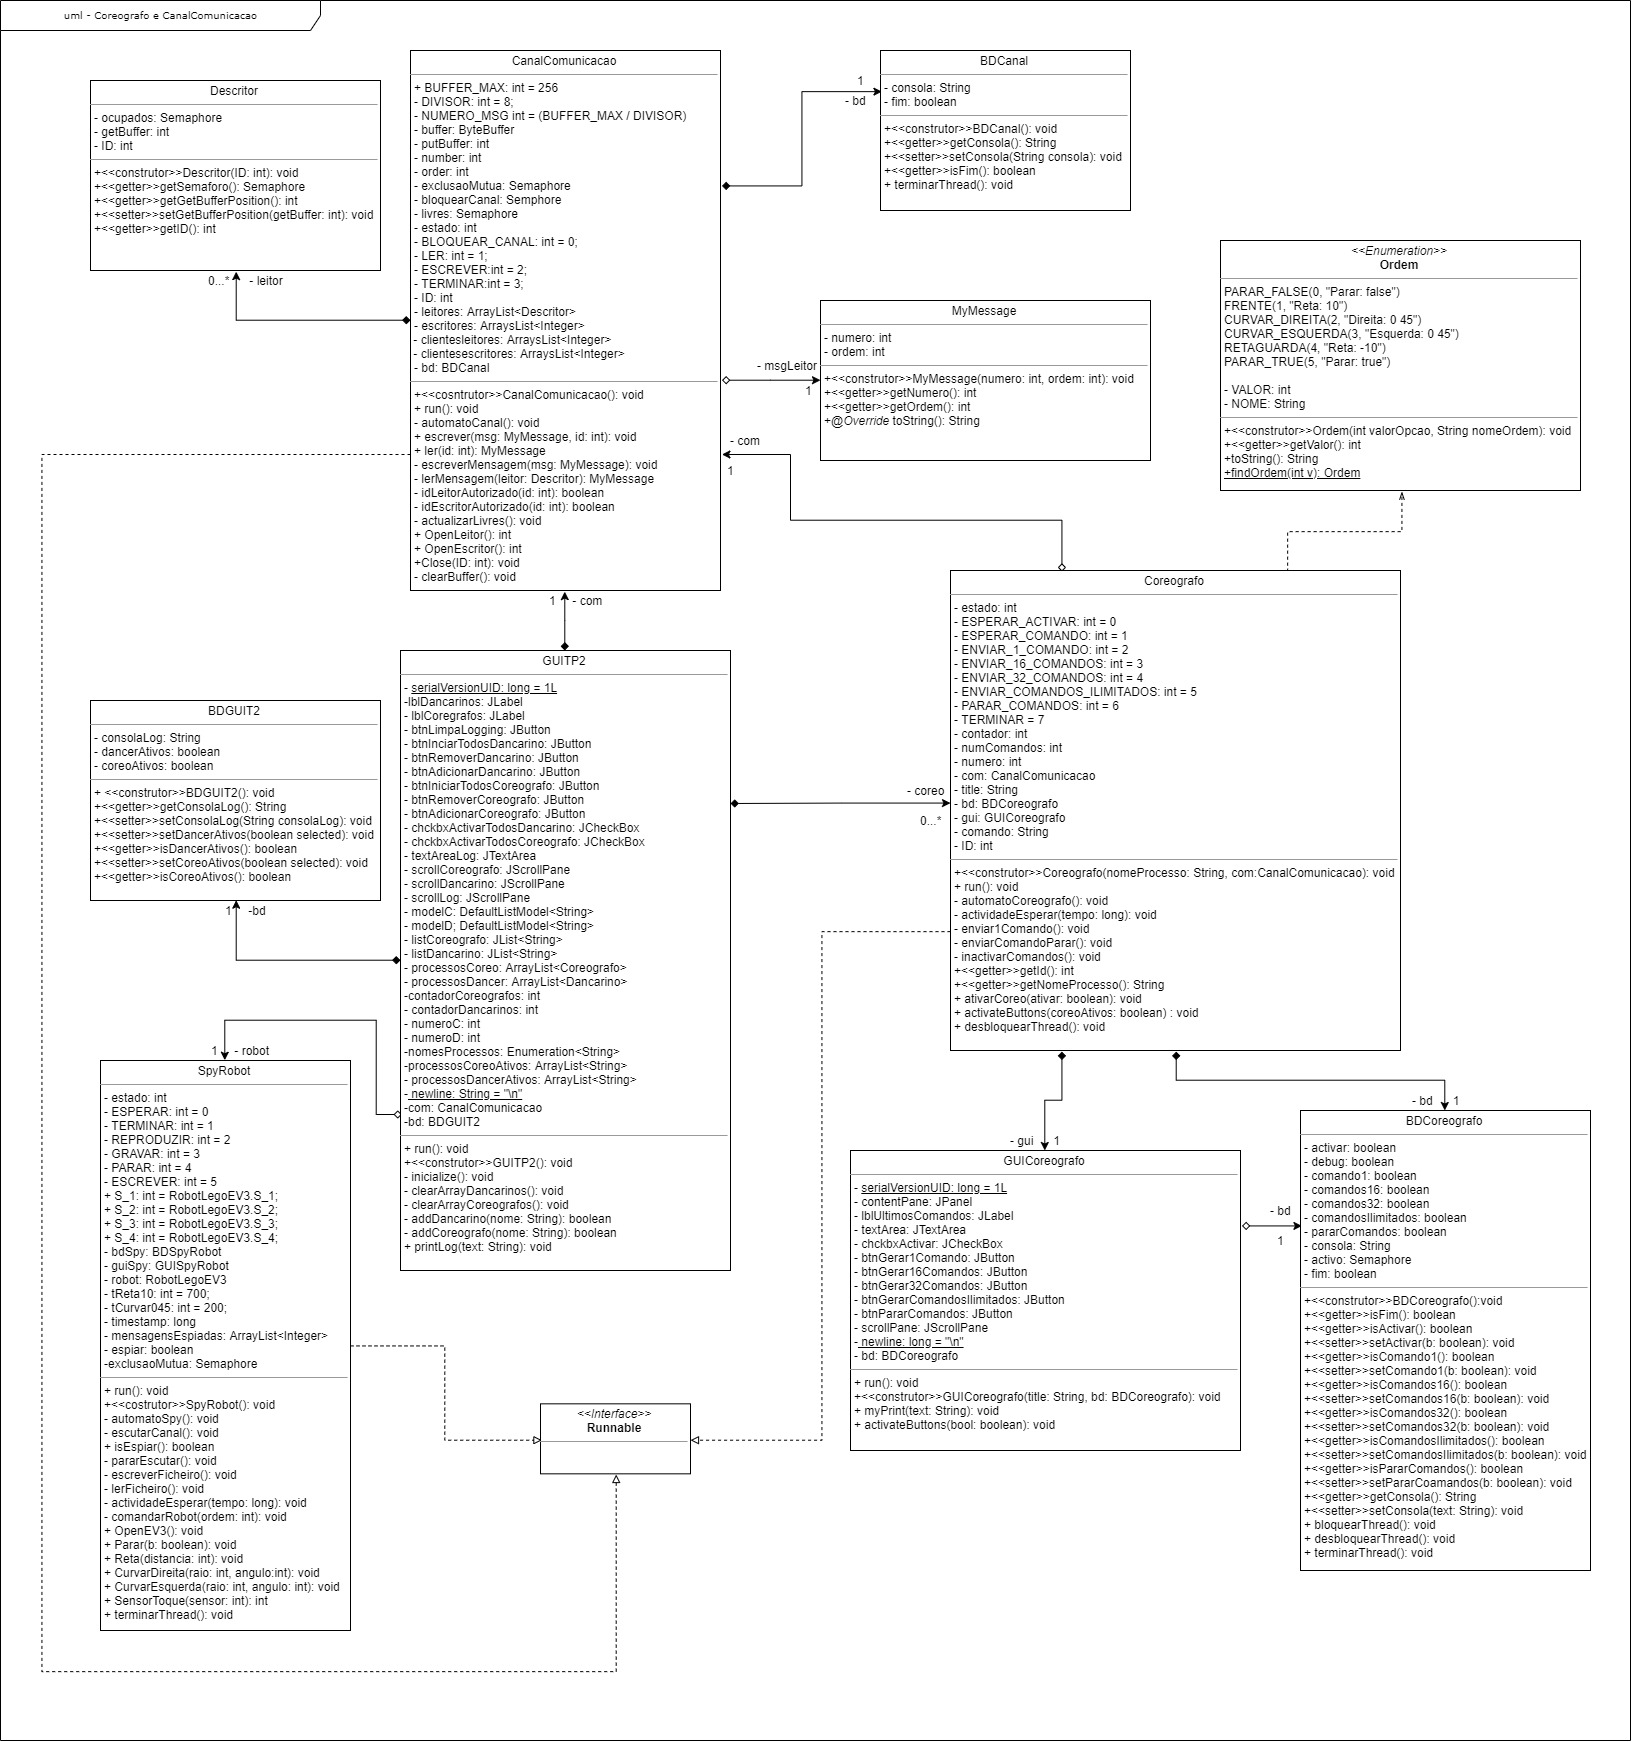 uml - Coreografo e CanalComunicacao
Descritor
- ocupados: Semaphore
- getBuffer: int
- ID: int
+<<construtor>>Descritor(ID: int): void
+<<getter>>getSemaforo(): Semaphore
+<<getter>>getGetBufferPosition(): int
+<<setter>>setGetBufferPosition(getBuffer: int): void
+<<getter>>getID(): int
0...* - leitor
CanalComunicacao
+ BUFFER_MAX: int = 256
- DIVISOR: int = 8;
- NUMERO_MSG int = (BUFFER_MAX / DIVISOR)
- buffer: ByteBuffer
- putBuffer: int
- number: int
- order: int
- exclusaoMutua: Semaphore
- bloquearCanal: Semphore
- livres: Semaphore
- estado: int
- BLOQUEAR_CANAL: int = 0;
- LER: int = 1;
- ESCREVER:int = 2;
- TERMINAR:int = 3;
- ID: int
- leitores: ArrayList<Descritor>
- escritores: ArraysList<Integer>
- clientesleitores: ArraysList<Integer>
- clientesescritores: ArraysList<Integer>
- bd: BDCanal
+<<cosntrutor>>CanalComunicacao(): void
+ run(): void
- automatoCanal(): void
+ escrever(msg: MyMessage, id: int): void
+ ler(id: int): MyMessage
- escreverMensagem(msg: MyMessage): void
- lerMensagem(leitor: Descritor): MyMessage
- idLeitorAutorizado(id: int): boolean
- idEscritorAutorizado(id: int): boolean
- actualizarLivres(): void
+ OpenLeitor(): int
+ OpenEscritor(): int
+Close(ID: int): void
- clearBuffer(): void
1
- bd
BDCanal
- consola: String
- fim: boolean
+<<construtor>>BDCanal(): void
+<<getter>>getConsola(): String
+<<setter>>setConsola(String consola): void
+<<getter>>isFim(): boolean
+ terminarThread(): void
- msgLeitor
1
MyMessage
- numero: int
- ordem: int
+<<construtor>>MyMessage(numero: int, ordem: int): void
+<<getter>>getNumero(): int
+<<getter>>getOrdem(): int
+@Override toString(): String
- com
1
<<Enumeration>>
Ordem
PARAR_FALSE(0, "Parar: false")
FRENTE(1, "Reta: 10")
CURVAR_DIREITA(2, "Direita: 0 45")
CURVAR_ESQUERDA(3, "Esquerda: 0 45")
RETAGUARDA(4, "Reta: -10")
PARAR_TRUE(5, "Parar: true")
- VALOR: int
- NOME: String
+<<construtor>>Ordem(int valorOpcao, String nomeOrdem): void
+<<getter>>getValor(): int
+toString(): String
+findOrdem(int v): Ordem
1 - com
GUITP2
- serialVersionUID: long = 1L
-lblDancarinos: JLabel
- lblCoregrafos: JLabel
- btnLimpaLogging: JButton
- btnInciarTodosDancarino: JButton
- btnRemoverDancarino: JButton
- btnAdicionarDancarino: JButton
- btnIniciarTodosCoreografo: JButton
- btnRemoverCoreografo: JButton
- btnAdicionarCoreografo: JButton
- chckbxActivarTodosDancarino: JCheckBox
- chckbxActivarTodosCoreografo: JCheckBox
- textAreaLog: JTextArea
- scrollCoreografo: JScrollPane
- scrollDancarino: JScrollPane
- scrollLog: JScrollPane
- modelC: DefaultListModel<String>
- modelD; DefaultListModel<String>
- listCoreografo: JList<String>
- listDancarino: JList<String>
- processosCoreo: ArrayList<Coreografo>
- processosDancer: ArrayList<Dancarino>
-contadorCoreografos: int
- contadorDancarinos: int
- numeroC: int
- numeroD: int
-nomesProcessos: Enumeration<String>
-processosCoreoAtivos: ArrayList<String>
- processosDancerAtivos: ArrayList<String>
- newline: String = "\n"
-com: CanalComunicacao
-bd: BDGUIT2
+ run(): void
+<<construtor>>GUITP2(): void
- inicialize(): void
- clearArrayDancarinos(): void
- clearArrayCoreografos(): void
- addDancarino(nome: String): boolean
- addCoreografo(nome: String): boolean
+ printLog(text: String): void
BDGUIT2
- consolaLog: String
- dancerAtivos: boolean
- coreoAtivos: boolean
+ <<construtor>>BDGUIT2(): void
+<<getter>>getConsolaLog(): String
+<<setter>>setConsolaLog(String consolaLog): void
+<<setter>>setDancerAtivos(boolean selected): void
+<<getter>>isDancerAtivos(): boolean
+<<setter>>setCoreoAtivos(boolean selected): void
+<<getter>>isCoreoAtivos(): boolean
1 -bd
- coreo
0...*
Coreografo
- estado: int
- ESPERAR_ACTIVAR: int = 0
- ESPERAR_COMANDO: int = 1
- ENVIAR_1_COMANDO: int = 2
- ENVIAR_16_COMANDOS: int = 3
- ENVIAR_32_COMANDOS: int = 4
- ENVIAR_COMANDOS_ILIMITADOS: int = 5
- PARAR_COMANDOS: int = 6
- TERMINAR = 7
- contador: int
- numComandos: int
- numero: int
- com: CanalComunicacao
- title: String
- bd: BDCoreografo
- gui: GUICoreografo
- comando: String
- ID: int
+<<construtor>>Coreografo(nomeProcesso: String, com:CanalComunicacao): void
+ run(): void
- automatoCoreografo(): void
- actividadeEsperar(tempo: long): void
- enviar1Comando(): void
- enviarComandoParar(): void
- inactivarComandos(): void
+<<getter>>getId(): int
+<<getter>>getNomeProcesso(): String
+ ativarCoreo(ativar: boolean): void
+ activateButtons(coreoAtivos: boolean) : void
+ desbloquearThread(): void
1 - robot
SpyRobot
- estado: int
- ESPERAR: int = 0
- TERMINAR: int = 1
- REPRODUZIR: int = 2
- GRAVAR: int = 3
- PARAR: int = 4
- ESCREVER: int = 5
+ S_1: int = RobotLegoEV3.S_1;
+ S_2: int = RobotLegoEV3.S_2;
+ S_3: int = RobotLegoEV3.S_3;
+ S_4: int = RobotLegoEV3.S_4;
- bdSpy: BDSpyRobot
- guiSpy: GUISpyRobot
- robot: RobotLegoEV3
- tReta10: int = 700;
- tCurvar045: int = 200;
- timestamp: long
- mensagensEspiadas: ArrayList<Integer>
- espiar: boolean
-exclusaoMutua: Semaphore
+ run(): void
+<<costrutor>>SpyRobot(): void
- automatoSpy(): void
- escutarCanal(): void
+ isEspiar(): boolean
- pararEscutar(): void
- escreverFicheiro(): void
- lerFicheiro(): void
- actividadeEsperar(tempo: long): void
- comandarRobot(ordem: int): void
+ OpenEV3(): void
+ Parar(b: boolean): void
+ Reta(distancia: int): void
+ CurvarDireita(raio: int, angulo:int): void
+ CurvarEsquerda(raio: int, angulo: int): void
+ SensorToque(sensor: int): int
+ terminarThread(): void
<<Interface>>
Runnable
- gui 1
GUICoreografo
- serialVersionUID: long = 1L
- contentPane: JPanel
- lblUltimosComandos: JLabel
- textArea: JTextArea
- chckbxActivar: JCheckBox
- btnGerar1Comando: JButton
- btnGerar16Comandos: JButton
- btnGerar32Comandos: JButton
- btnGerarComandosIlimitados: JButton
- btnPararComandos: JButton
- scrollPane: JScrollPane
- newline: long = "\n"
- bd: BDCoreografo
+ run(): void
+<<construtor>>GUICoreografo(title: String, bd: BDCoreografo): void
+ myPrint(text: String): void
+ activateButtons(bool: boolean): void
- bd
1
- bd 1
BDCoreografo
- activar: boolean
- debug: boolean
- comando1: boolean
- comandos16: boolean
- comandos32: boolean
- comandosIlimitados: boolean
- pararComandos: boolean
- consola: String
- activo: Semaphore
- fim: boolean
+<<construtor>>BDCoreografo():void
+<<getter>>isFim(): boolean
+<<getter>>isActivar(): boolean
+<<setter>>setActivar(b: boolean): void
+<<getter>>isComando1(): boolean
+<<setter>>setComando1(b: boolean): void
+<<getter>>isComandos16(): boolean
+<<setter>>setComandos16(b: boolean): void
+<<getter>>isComandos32(): boolean
+<<setter>>setComandos32(b: boolean): void
+<<getter>>isComandosIlimitados(): boolean
+<<setter>>setComandosIlimitados(b: boolean): void
+<<getter>>isPararComandos(): boolean
+<<setter>>setPararCoamandos(b: boolean): void
+<<getter>>getConsola(): String
+<<setter>>setConsola(text: String): void
+ bloquearThread(): void
+ desbloquearThread(): void
+ terminarThread(): void